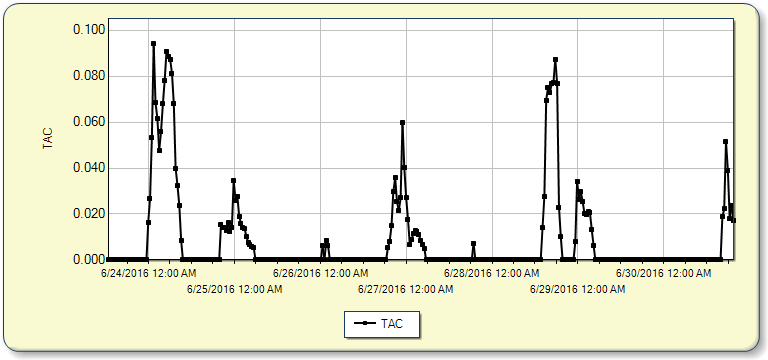 0.100
0.080
0.060
0.040
0.020
0.000
TAC
6/24/2016 12:00 AM
6/25/2016 12:00 AM
6/26/2016 12:00 AM
6/27/2016 12:00 AM
6/28/2016 12:00 AM
6/29/2016 12:00 AM
6/30/2016 12:00 AM
TAC